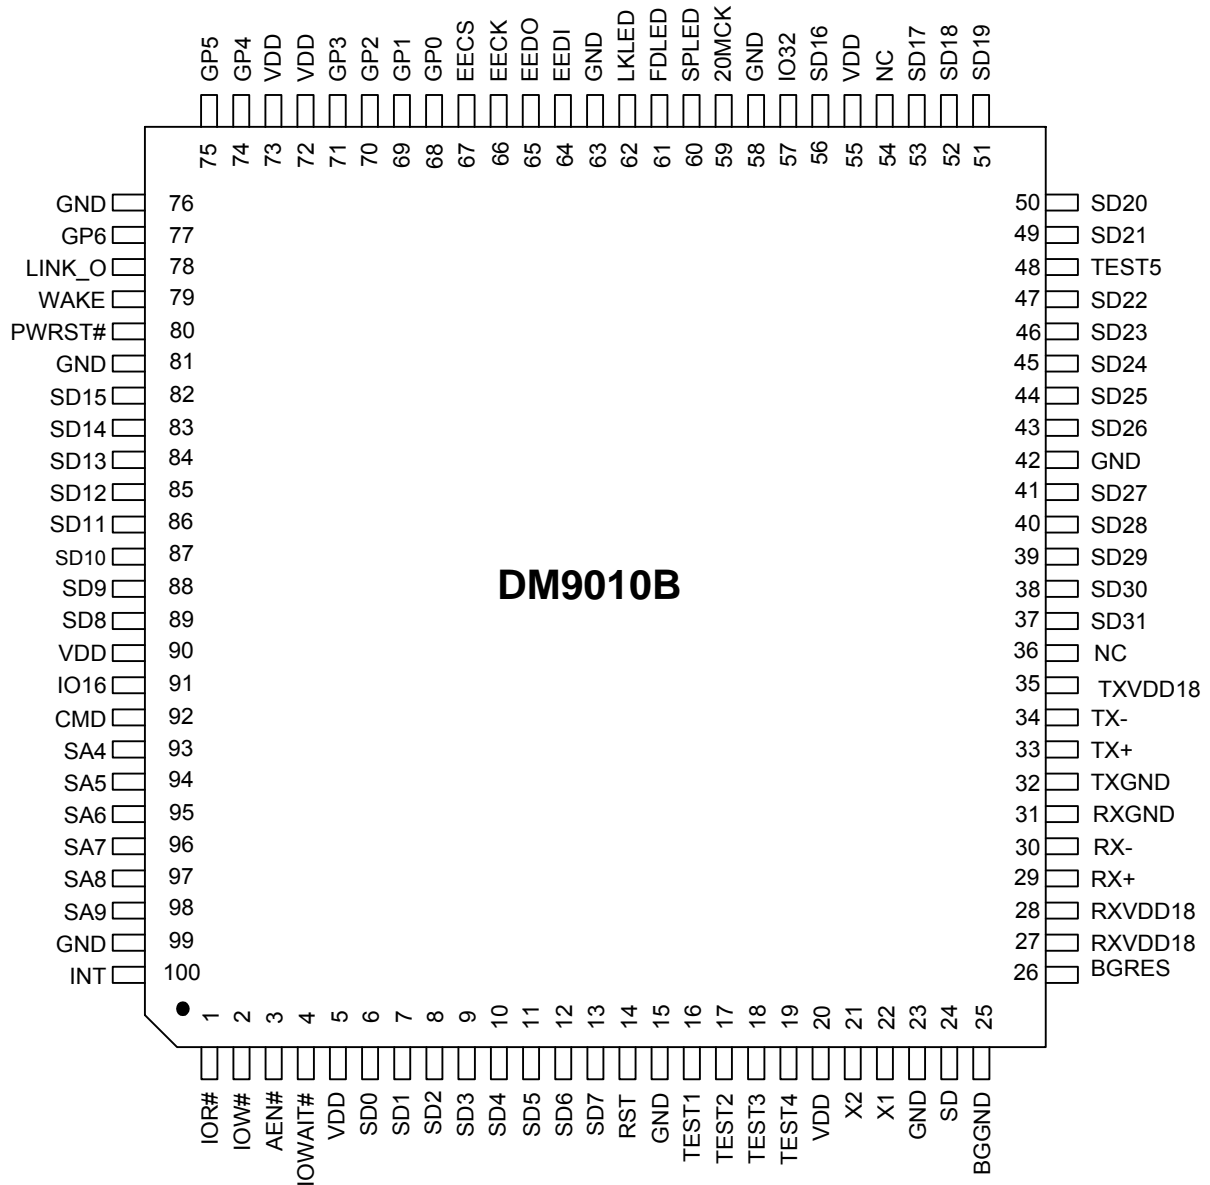 GP5 GP4 VDD VDD GP3 GP2 GP1 GP0 EECS EECK EEDO EEDI GND LKLED FDLED SPLED 20MCK GND IO32 SD16 VDD NC SD17 SD18 SD19
75 74 73 72 71 70 69 68 67 66 65 64 63 62 61 60 59 58 57 56 55 54 53 52 51
GND 76 50 SD20
GP6 77 49 SD21
LINK_O 78 48 TEST5
WAKE 79 47 SD22
PWRST# 80 46 SD23
GND 81 45 SD24
SD15 82 44 SD25
SD14 83 43 SD26
SD13 84 42 GND
SD12 85 41 SD27
SD11 86 40 SD28
SD10 87 39 SD29
DM9010B
SD9 88 38 SD30
SD8 89 37 SD31
VDD 90 36 NC
IO16 91 35 TXVDD18
CMD 92 34 TX-
SA4 93 33 TX+
SA5 94 32 TXGND
SA6 95 31 RXGND
SA7 96 30 RX-
SA8 97 29 RX+
SA9 98 28 RXVDD18
GND 99 27 RXVDD18
INT 100 26 BGRES
1 2 3 4 5 6 7 8 9 10 11 12 13 14 15 16 17 18 19 20 21 22 23 24 25
IOR# IOW# AEN# IOWAIT# VDD SD0 SD1 SD2 SD3 SD4 SD5 SD6 SD7 RST GND TEST1 TEST2 TEST3 TEST4 VDD X2 X1 GND SD BGGND